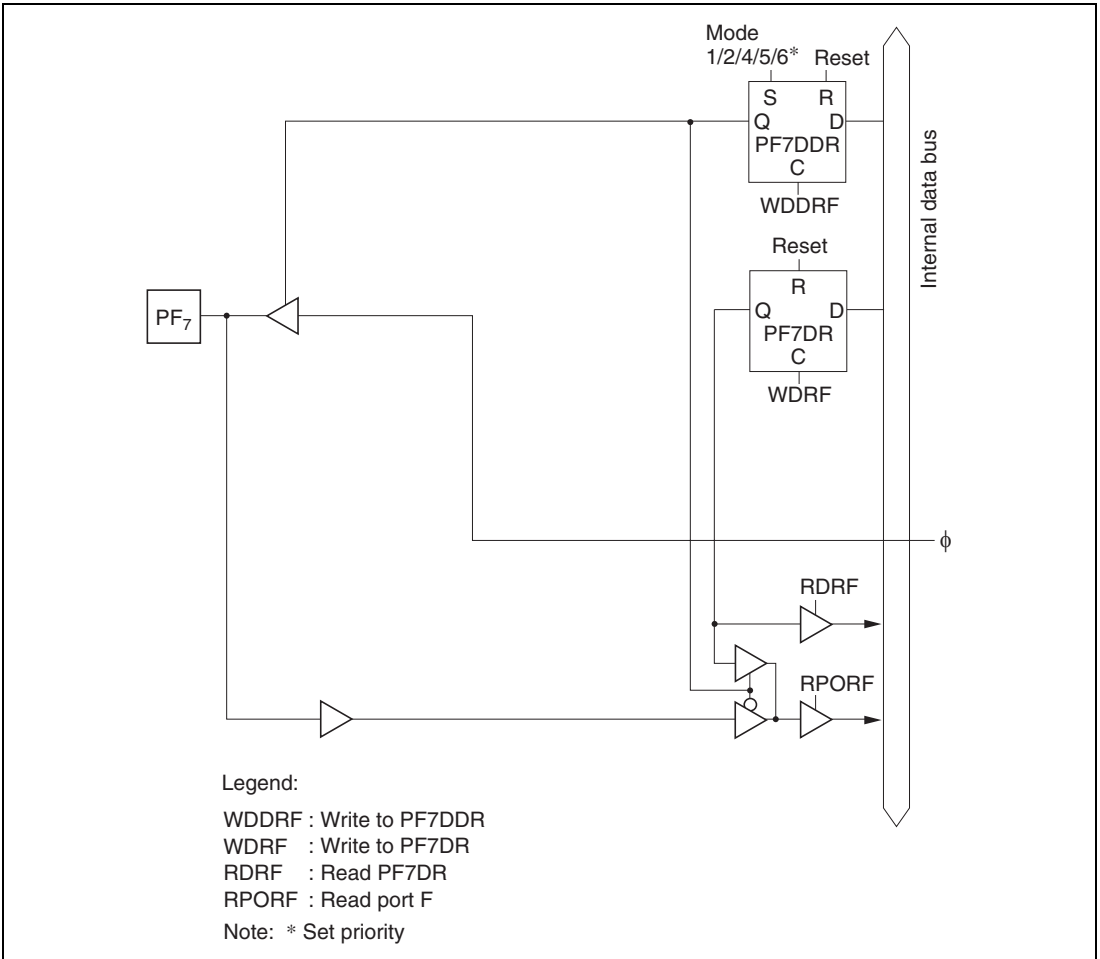 Mode
1/2/4/5/6* Reset
S R
Q D
PF7DDR
C
WDDRF
Internal data bus
Reset
R
Q D
PF7DR
C
WDRF
PF7
ϕ
RDRF
RPORF
Legend:
WDDRF : Write to PF7DDR
WDRF : Write to PF7DR
RDRF : Read PF7DR
RPORF : Read port F
Note: * Set priority